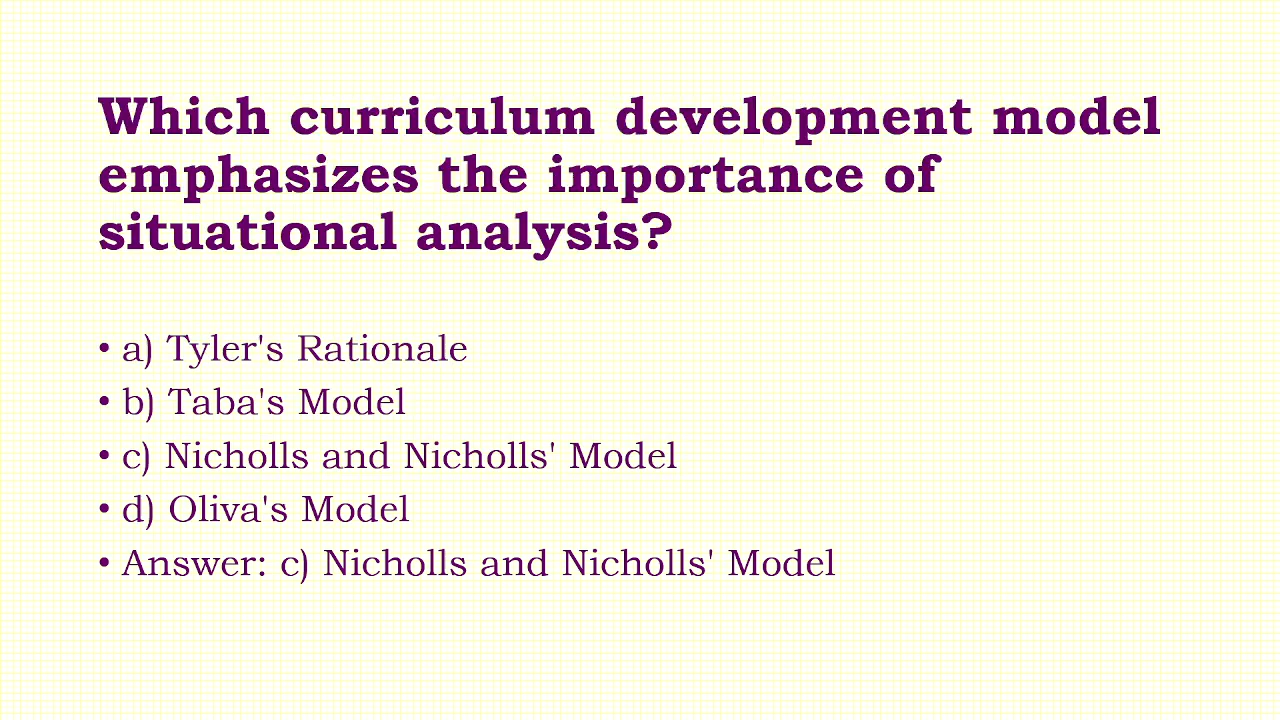 Which curriculum development model
emphasizes the importance of
situational analysis?
• a) Tyler's Rationale
• b) Taba's Model
• c) Nicholls and Nicholls' Model
• d) Oliva's Model
• Answer: c) Nicholls and Nicholls' Model